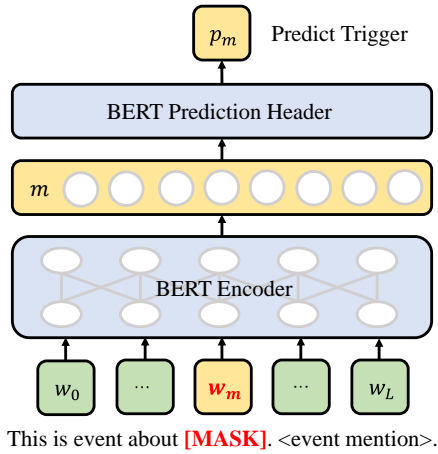 p_m Predict Trigger
BERT Prediction Header
m
BERT Encoder
w_0 ... w_m ... w_L
This is event about [MASK]. <event mention>.